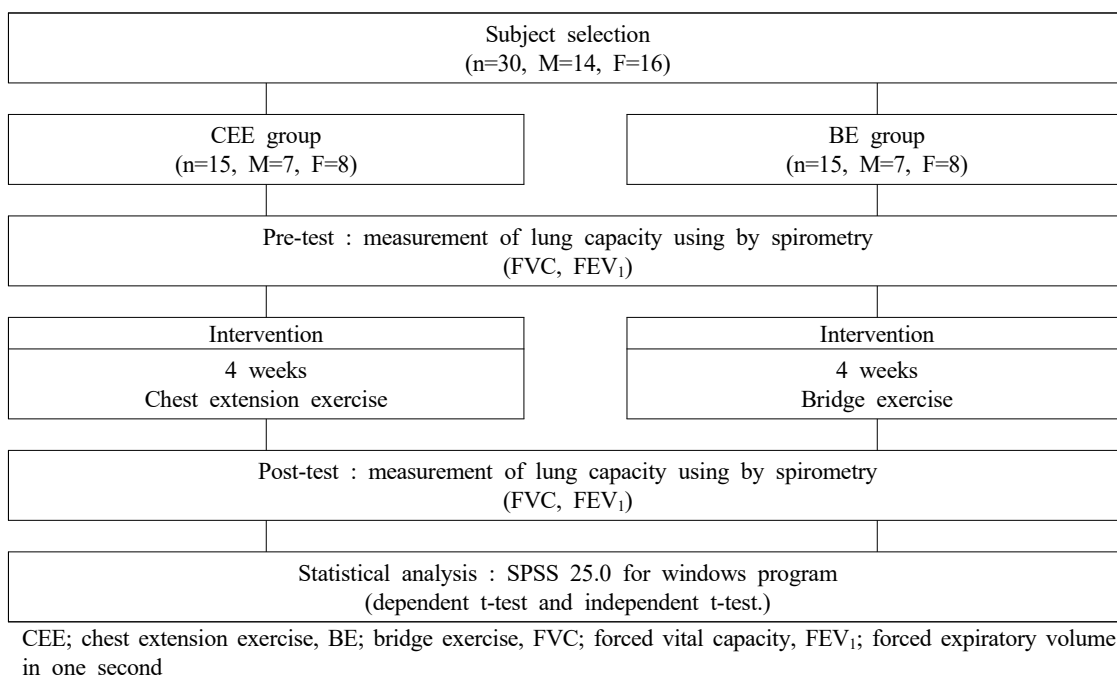 Subject selection
(n=30, M=14, F=16)
CEE group
(n=15, M=7, F=8)
BE group
(n=15, M=7, F=8)
Pre-test : measurement of lung capacity using by spirometry
(FVC, FEV₁)
Intervention
4 weeks
Chest extension exercise
Intervention
4 weeks
Bridge exercise
Post-test : measurement of lung capacity using by spirometry
(FVC, FEV₁)
Statistical analysis : SPSS 25.0 for windows program
(dependent t-test and independent t-test.)
CEE; chest extension exercise, BE; bridge exercise, FVC; forced vital capacity, FEV₁; forced expiratory volume
in one second